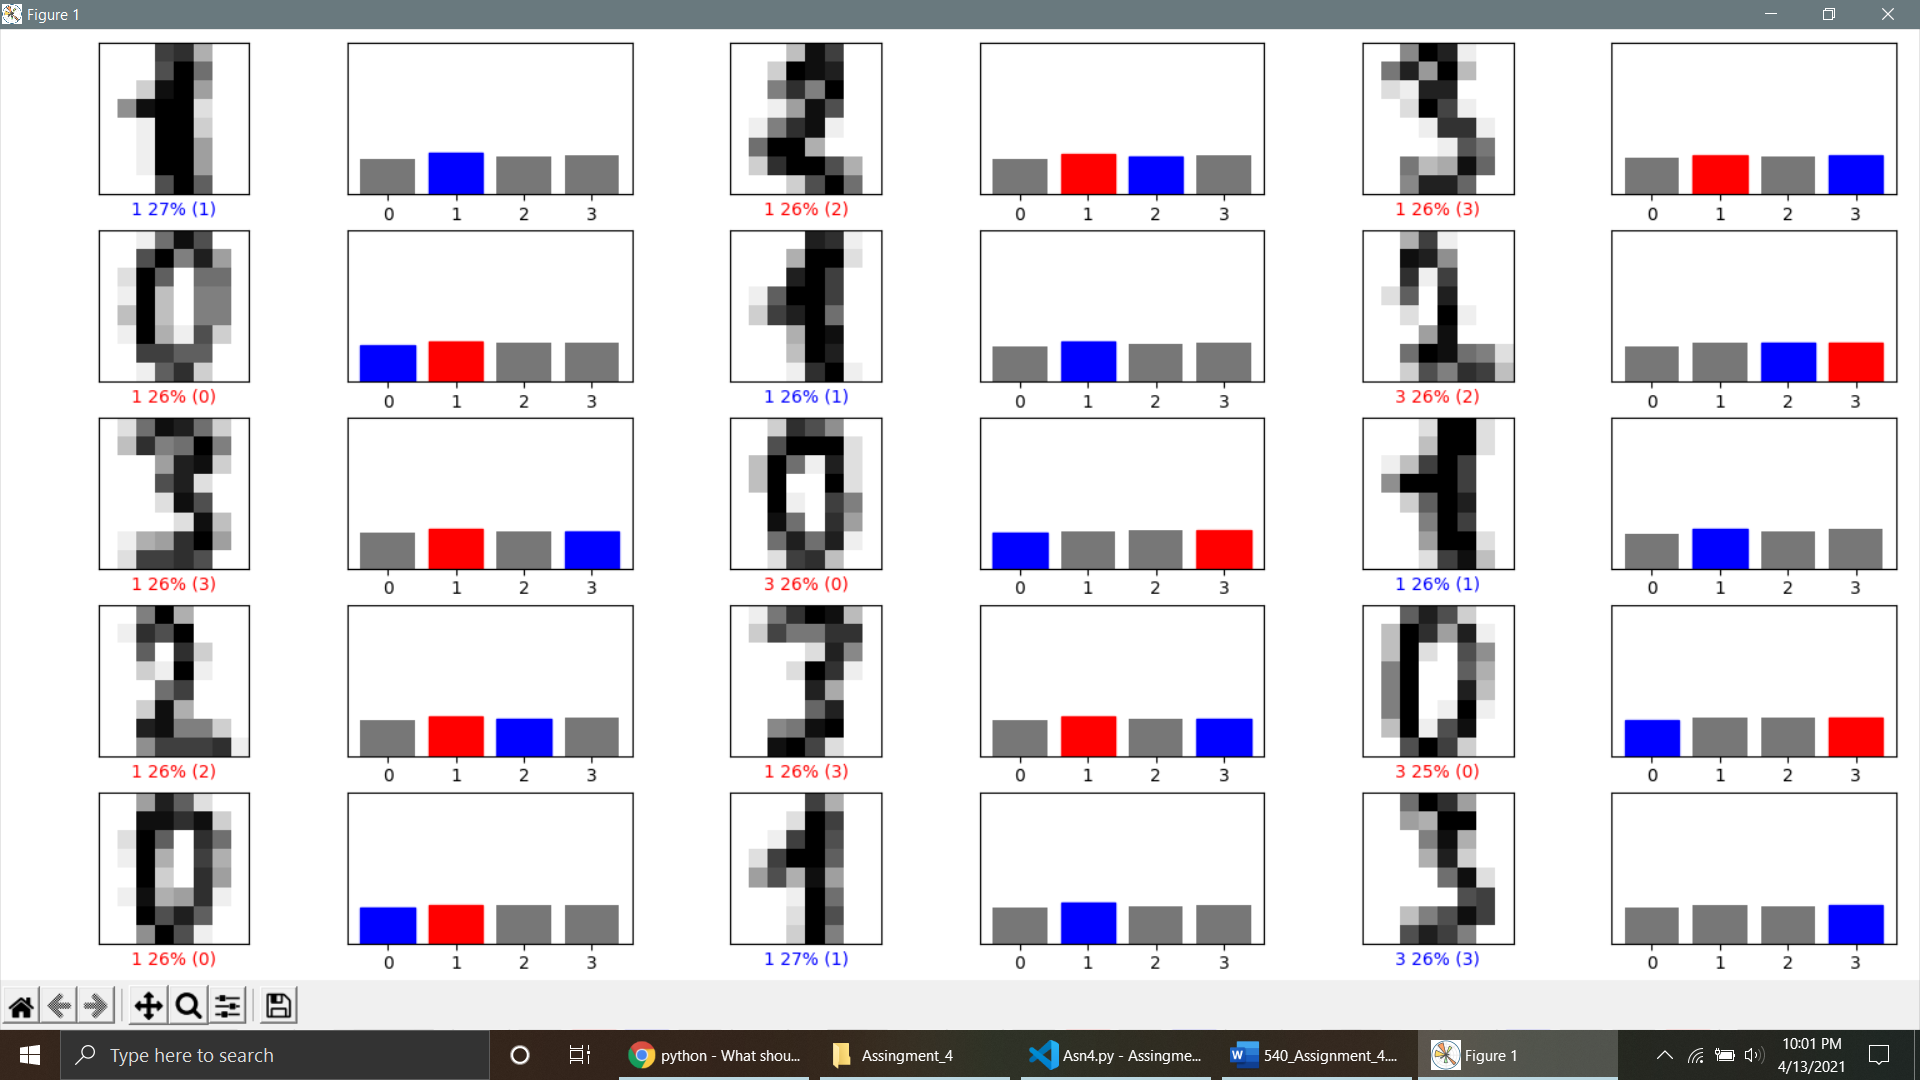 Figure 1
1 27% (1)
0 1 2 3
1 26% (2)
0 1 2 3
1 26% (3)
0 1 2 3
1 26% (0)
0 1 2 3
1 26% (1)
0 1 2 3
3 26% (2)
0 1 2 3
1 26% (3)
0 1 2 3
3 26% (0)
0 1 2 3
1 26% (1)
0 1 2 3
1 26% (2)
0 1 2 3
1 26% (3)
0 1 2 3
3 25% (0)
0 1 2 3
1 26% (0)
0 1 2 3
1 27% (1)
0 1 2 3
3 26% (3)
0 1 2 3
Type here to search
python - What shou...
Assingment_4
Asn4.py - Assingme...
540_Assignment_4....
Figure 1
10:01 PM
4/13/2021